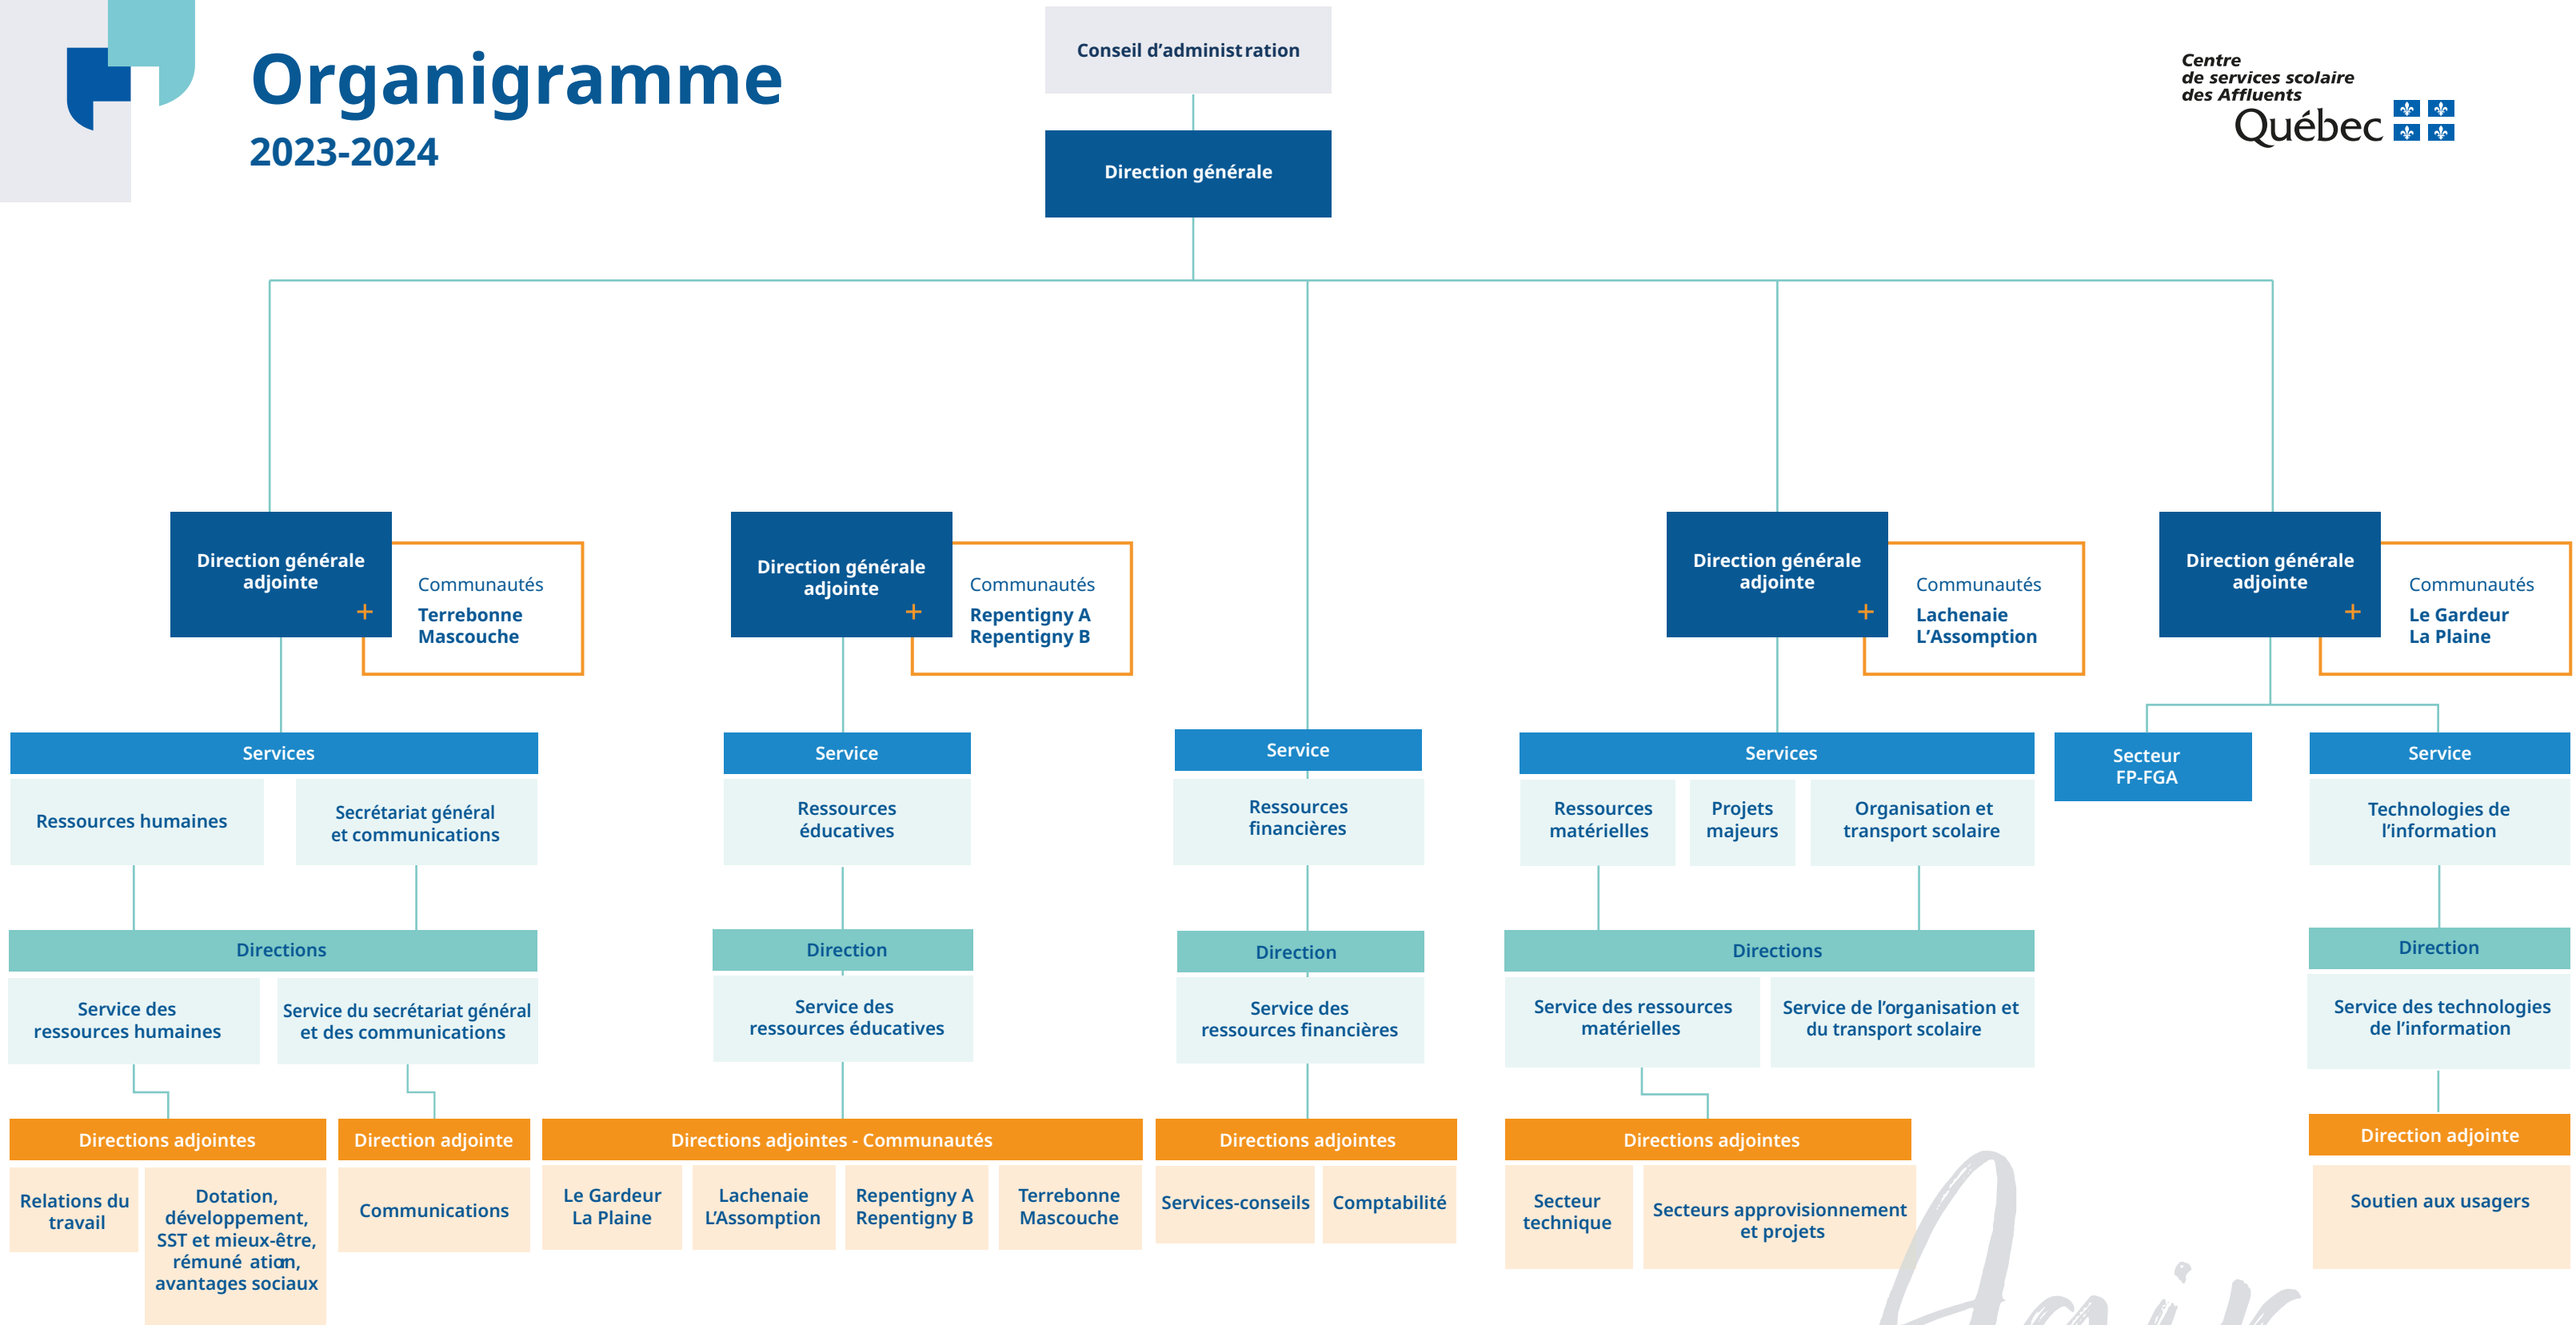 Organigramme
2023-2024
Conseil d’administration
Direction générale
Centre
de services scolaire
des Affluents
Québec
Direction générale
adjointe
+
Communautés
Terrebonne
Mascouche
Direction générale
adjointe
+
Communautés
Repentigny A
Repentigny B
Direction générale
adjointe
+
Communautés
Lachenaie
L’Assomption
Direction générale
adjointe
+
Communautés
Le Gardeur
La Plaine
Services
Ressources humaines
Secrétariat général
et communications
Service
Ressources
éducatives
Service
Ressources
financières
Services
Ressources
matérielles
Projets
majeurs
Organisation et
transport scolaire
Secteur
FP-FGA
Service
Technologies de
l’information
Directions
Service des
ressources humaines
Service du secrétariat général
et des communications
Direction
Service des
ressources éducatives
Direction
Service des
ressources financières
Directions
Service des ressources
matérielles
Service de l’organisation et
du transport scolaire
Direction
Service des technologies
de l’information
Directions adjointes
Relations du
travail
Dotation,
développement,
SST et mieux-être,
rémunération,
avantages sociaux
Direction adjointe
Communications
Directions adjointes - Communautés
Le Gardeur
La Plaine
Lachenaie
L’Assomption
Repentigny A
Repentigny B
Terrebonne
Mascouche
Directions adjointes
Services-conseils
Comptabilité
Directions adjointes
Secteur
technique
Secteurs approvisionnement
et projets
Direction adjointe
Soutien aux usagers
Agir